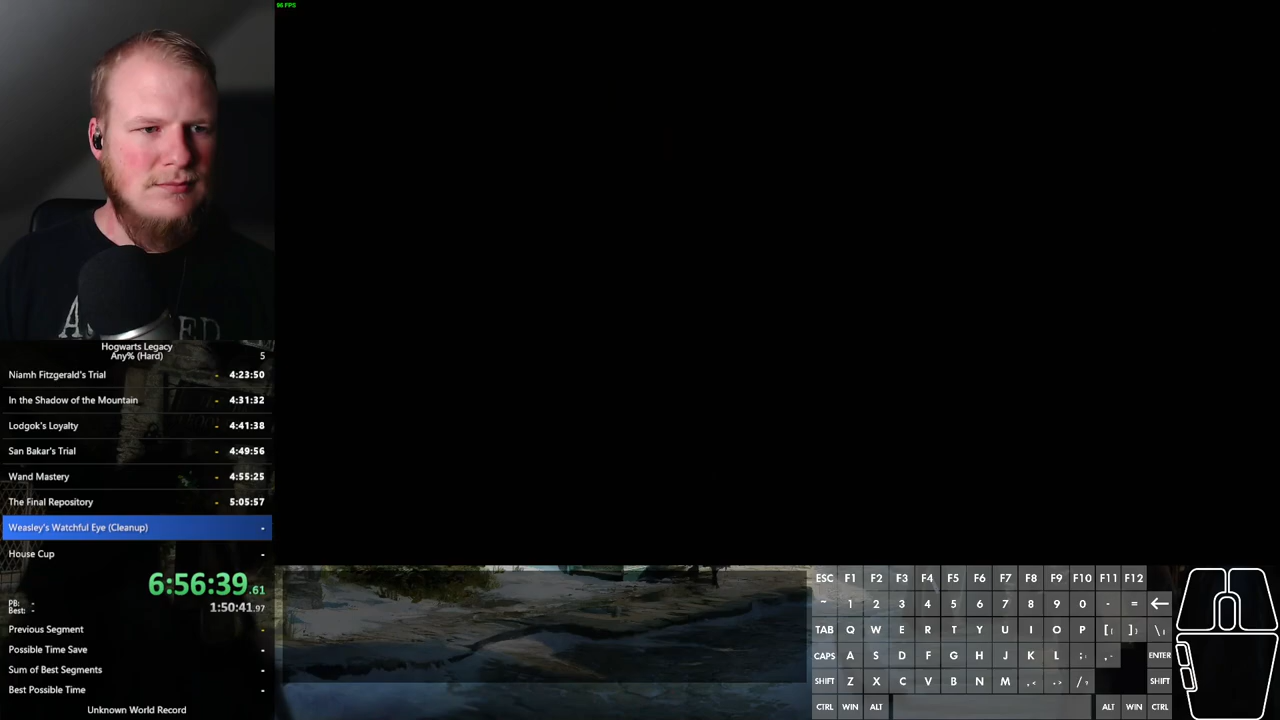 96 FPS
Hogwarts Legacy
Any% (Hard) 5
Niamh Fitzgerald's Trial - 4:23:50
In the Shadow of the Mountain - 4:31:32
Lodgok's Loyalty - 4:41:38
San Bakar's Trial - 4:49:56
Wand Mastery - 4:55:25
The Final Repository - 5:05:57
Weasley's Watchful Eye (Cleanup) -
House Cup -
6:56:39.61
PB: -
Best: -
1:50:41.97
Previous Segment -
Possible Time Save -
Sum of Best Segments -
Best Possible Time -
Unknown World Record
ESC F1 F2 F3 F4 F5 F6 F7 F8 F9 F10 F11 F12
~ 1 2 3 4 5 6 7 8 9 0 - = ←
TAB Q W E R T Y U I O P [{ ]} \|
CAPS A S D F G H J K L ; ENTER
SHIFT Z X C V B N M , . / SHIFT
CTRL WIN ALT ALT WIN CTRL